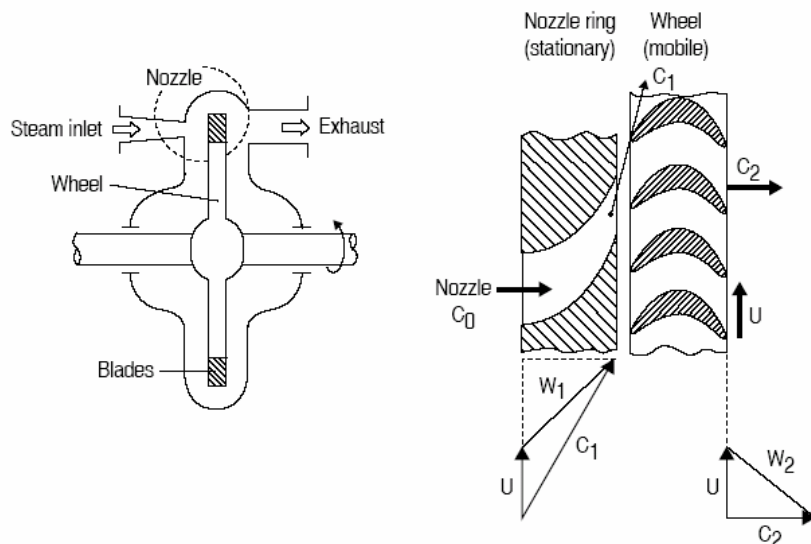 Nozzle
Steam inlet
Exhaust
Wheel
Blades
Nozzle ring
(stationary)
Wheel
(mobile)
C1
C2
Nozzle
C0
U
W1
C1
U
W2
U
C2